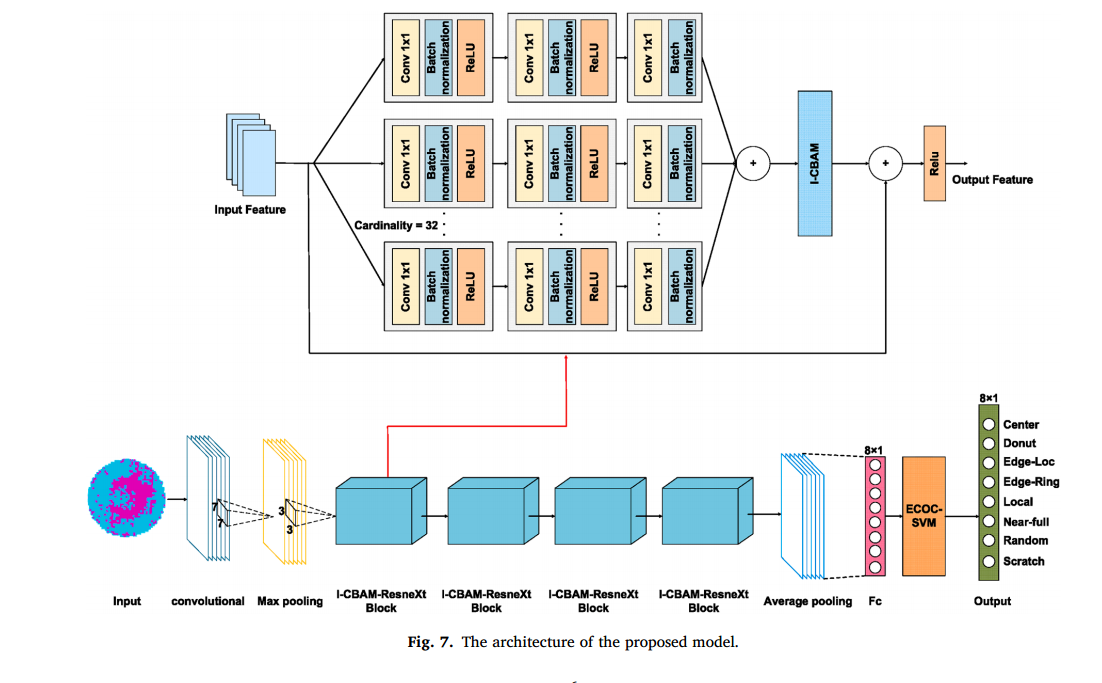 Conv 1x1
Batch
normalization
ReLU
Conv 1x1
Batch
normalization
ReLU
Conv 1x1
Batch
normalization
Input Feature
Conv 1x1
Batch
normalization
ReLU
Conv 1x1
Batch
normalization
ReLU
Conv 1x1
Batch
normalization
+
I-CBAM
+
Relu
Output Feature
Cardinality = 32
Conv 1x1
Batch
normalization
ReLU
Conv 1x1
Batch
normalization
ReLU
Conv 1x1
Batch
normalization
7
7
3
3
8×1
ECOC-
SVM
8×1
Center
Donut
Edge-Loc
Edge-Ring
Local
Near-full
Random
Scratch
Input
convolutional
Max pooling
I-CBAM-ResneXt
Block
I-CBAM-ResneXt
Block
I-CBAM-ResneXt
Block
I-CBAM-ResneXt
Block
Average pooling
Fc
Output
Fig. 7. The architecture of the proposed model.